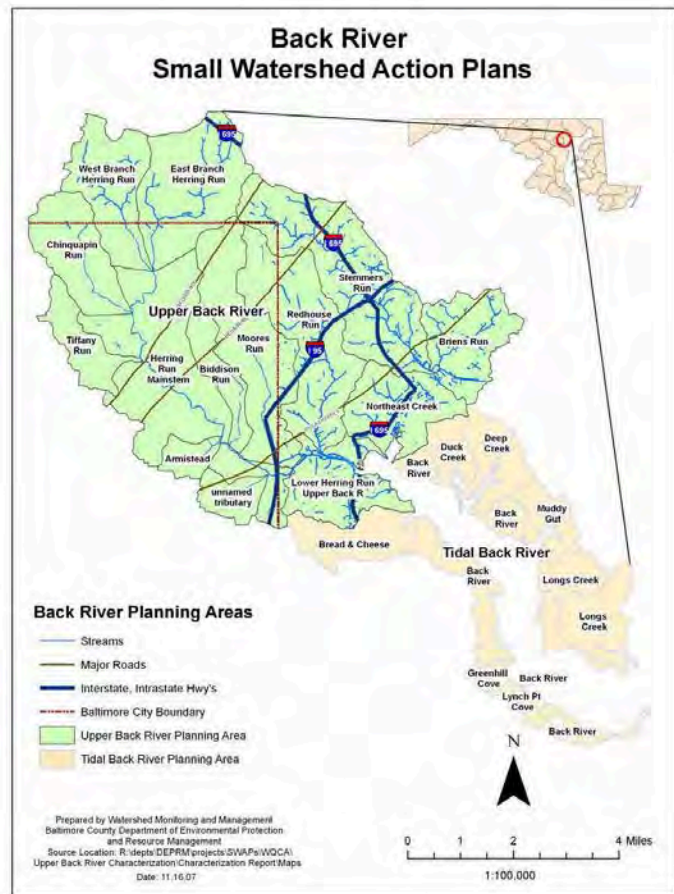 Back River
Small Watershed Action Plans
I 695
West Branch
Herring Run
East Branch
Herring Run
Chinquapin
Run
I 695
Stemmers
Run
Upper Back River
Redhouse
Run
Moores
Run
Briens Run
Tiffany
Run
I 95
Herring
Run
Mainstem
Biddison
Run
Northeast Creek
I 695
Deep
Creek
Duck
Creek
Back
River
Armistead
unnamed
tributary
Lower Herring Run
Upper Back R
Back
River
Muddy
Gut
Bread & Cheese
Tidal Back River
Back
River
Longs Creek
Longs
Creek
Back River Planning Areas
Streams
Major Roads
Interstate, Intrastate Hwy's
Baltimore City Boundary
Upper Back River Planning Area
Tidal Back River Planning Area
Greenhill
Cove
Back River
Lynch Pt
Cove
Back River
N
Prepared by Watershed Monitoring and Management
Baltimore County Department of Environmental Protection
and Resource Management
Source Location: R:\depts\DEPRM\projects\SWAPs\WQCA\
Upper Back River Characterization\Characterization Report\Maps
Date: 11.16.07
0 1 2 4 Miles
1:100,000